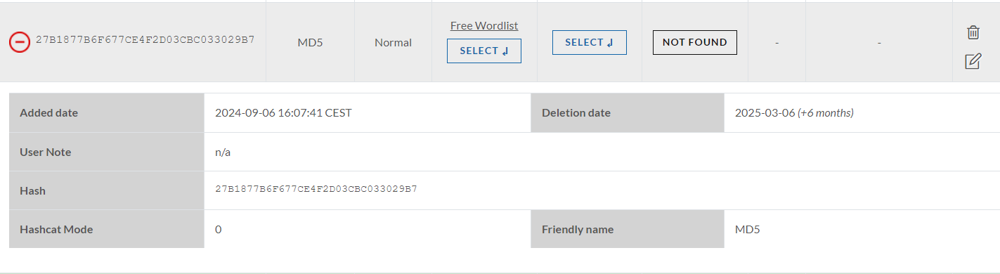 27B1877B6F677CE4F2D03CBC033029B7 MD5 Normal Free Wordlist SELECT SELECT NOT FOUND - -
Added date 2024-09-06 16:07:41 CEST Deletion date 2025-03-06 (+6 months)
User Note n/a
Hash 27B1877B6F677CE4F2D03CBC033029B7
Hashcat Mode 0 Friendly name MD5